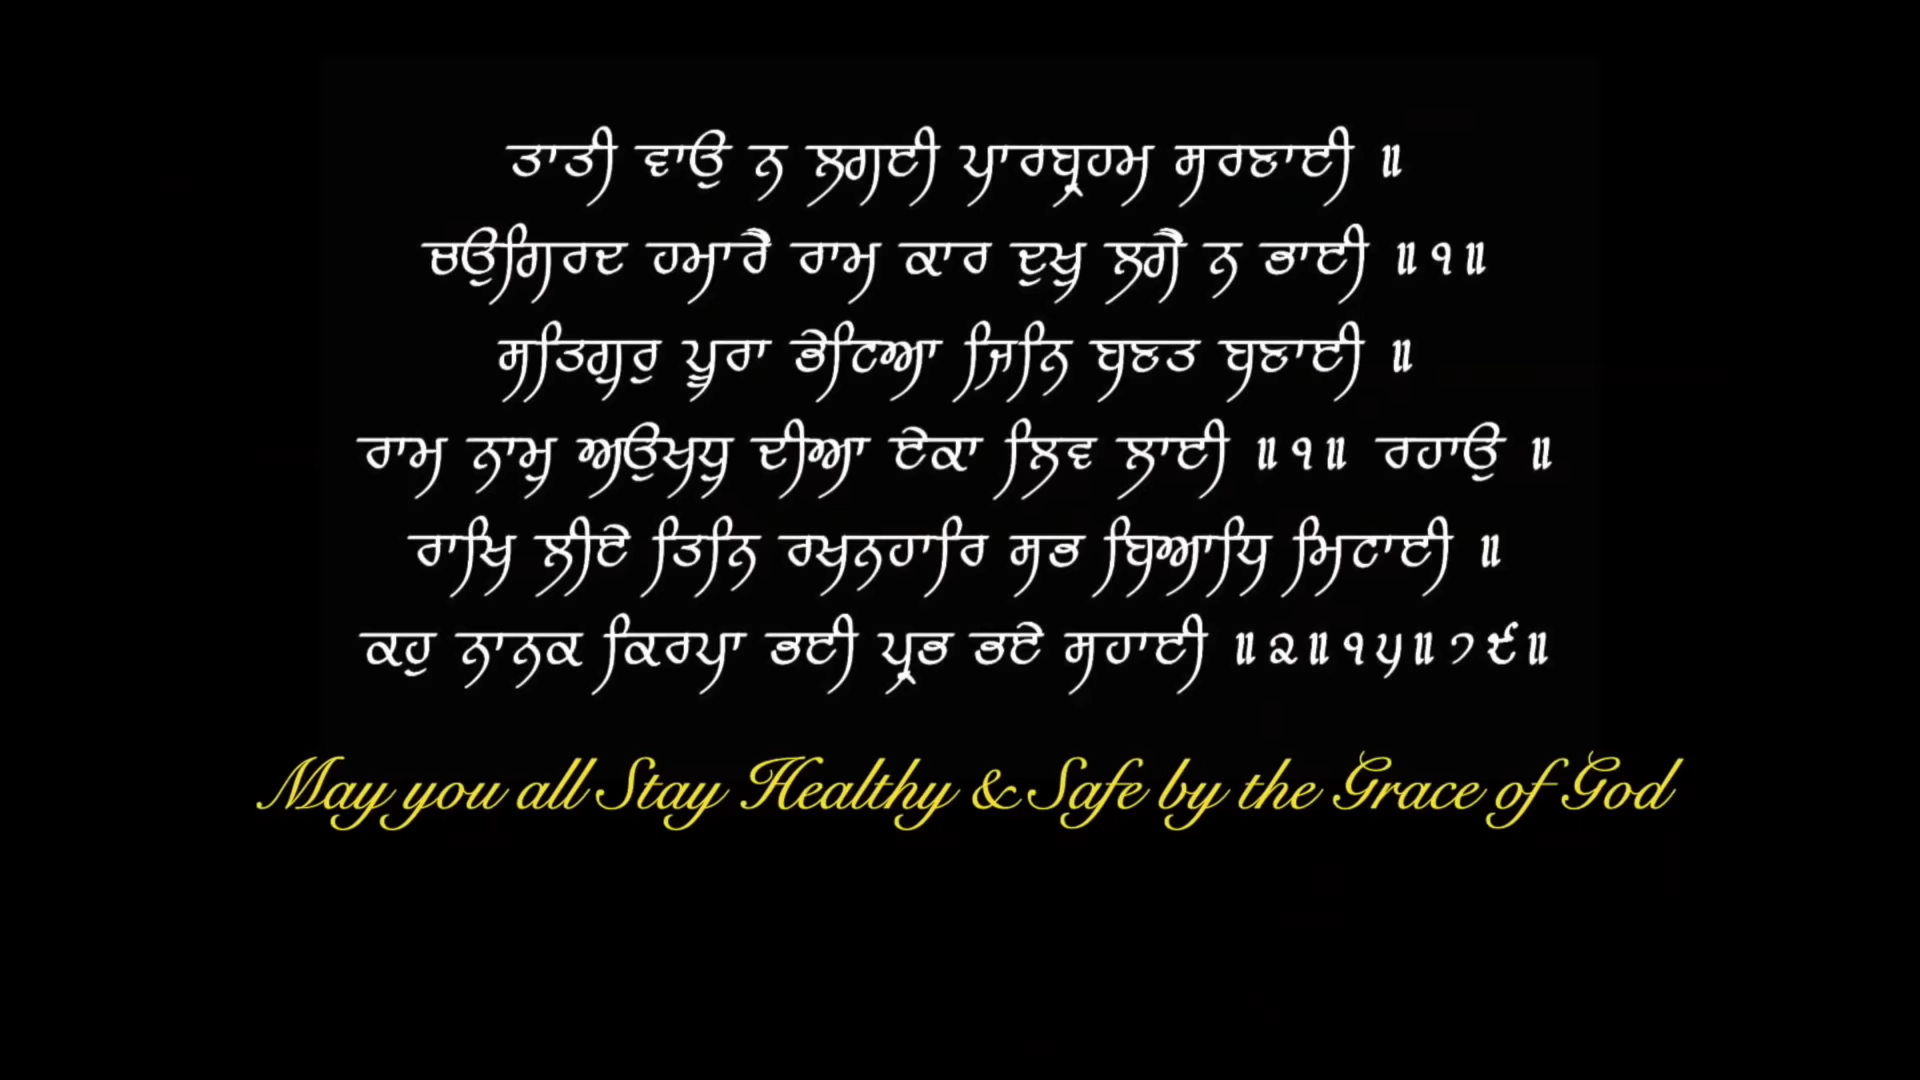 ਤਾਤੀ ਵਾਉ ਨ ਲਗਈ ਪਾਰਬ੍ਰਹਮ ਸਰਣਾਈ ॥
ਚਉਗਿਰਦ ਹਮਾਰੈ ਰਾਮ ਕਾਰ ਦੁਖੁ ਲਗੈ ਨ ਭਾਈ ॥੧॥
ਸਤਿਗੁਰੁ ਪੂਰਾ ਭੇਟਿਆ ਜਿਨਿ ਬਣਤ ਬਣਾਈ ॥
ਰਾਮ ਨਾਮੁ ਅਉਖਧੁ ਦੀਆ ਏਕਾ ਲਿਵ ਲਾਈ ॥੧॥ ਰਹਾਉ ॥
ਰਾਖਿ ਲੀਏ ਤਿਨਿ ਰਖਨਹਾਰਿ ਸਭ ਬਿਆਧਿ ਮਿਟਾਈ ॥
ਕਹੁ ਨਾਨਕ ਕਿਰਪਾ ਭਈ ਪ੍ਰਭ ਭਏ ਸਹਾਈ ॥੨॥੧੫॥੭੯॥
May you all Stay Healthy & Safe by the Grace of God